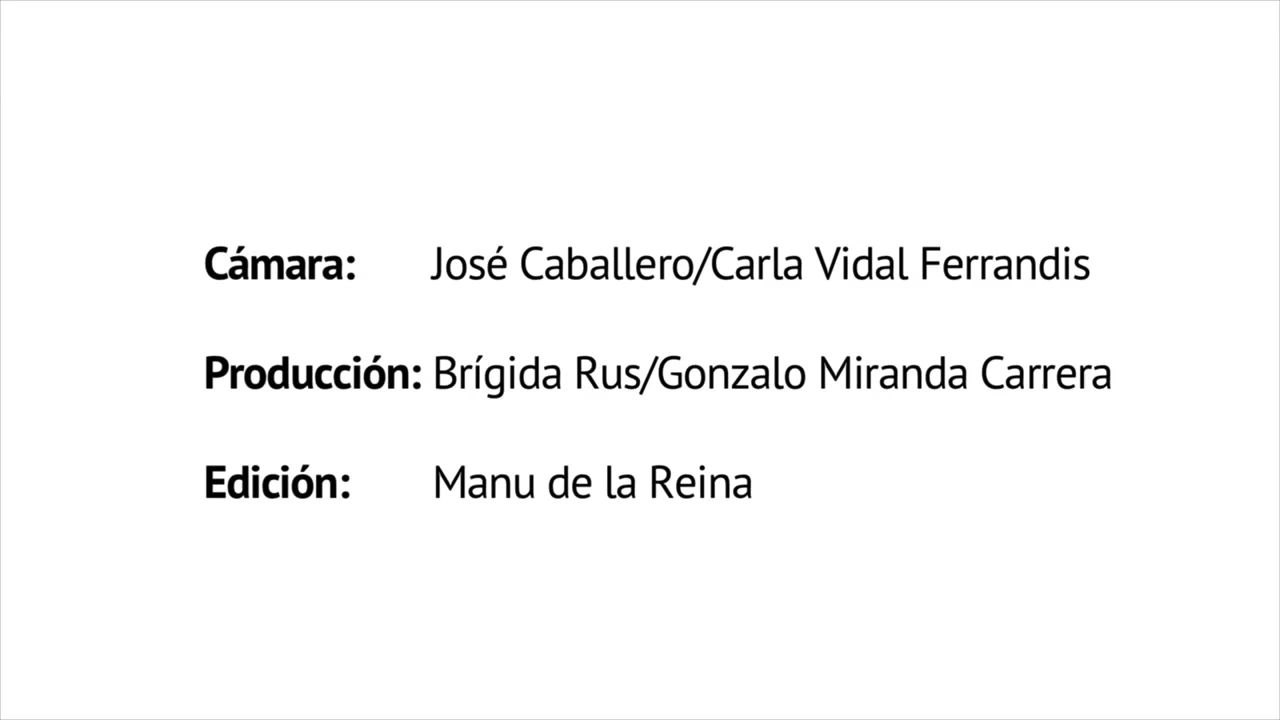 Cámara: José Caballero/Carla Vidal Ferrandis
Producción: Brígida Rus/Gonzalo Miranda Carrera
Edición: Manu de la Reina